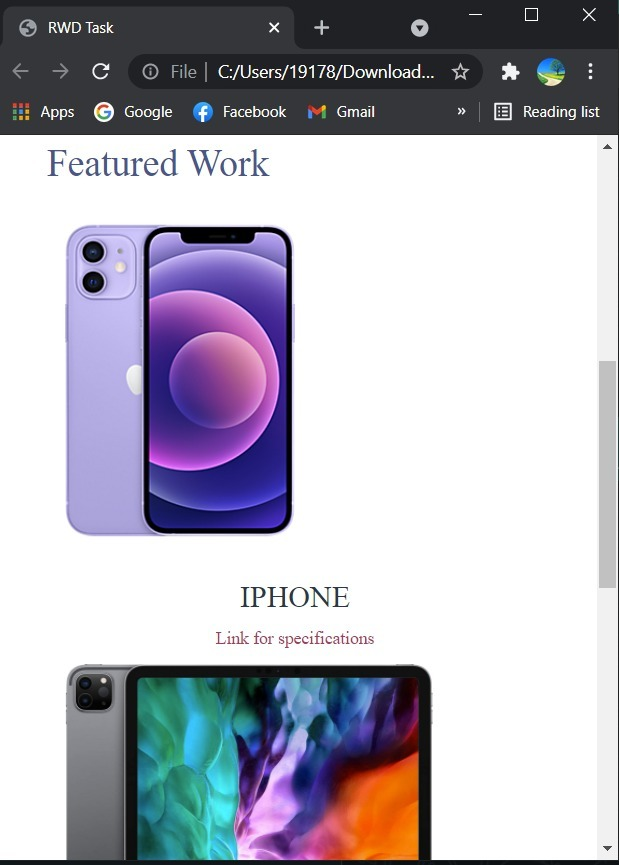 RWD Task
File | C:/Users/19178/Download...
Apps Google Facebook Gmail » Reading list
Featured Work
IPHONE
Link for specifications